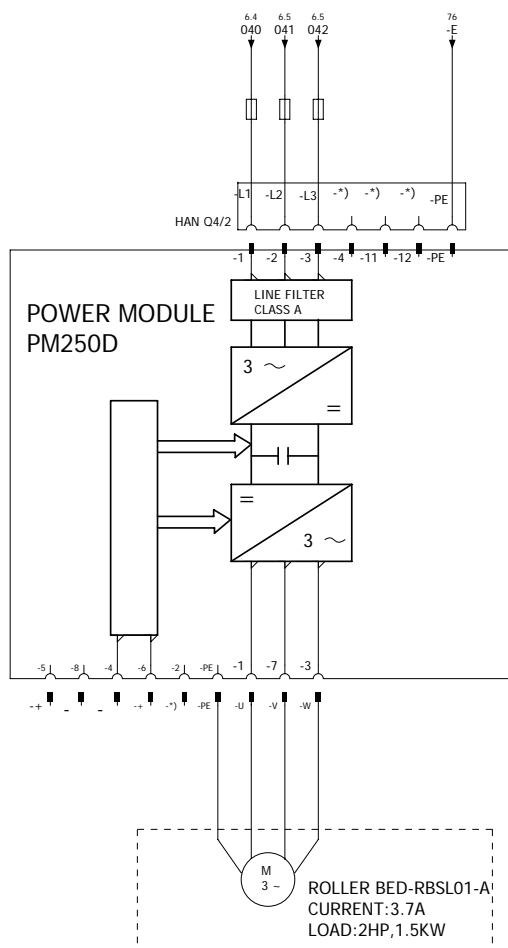 6.4 6.5 6.5 76
040 041 042 -E
-L1 -L2 -L3 -*) -*) -*) -PE
HAN Q4/2
-1 -2 -3 -4 -11 -12 -PE
LINE FILTER
CLASS A
POWER MODULE
PM250D
3 ~
=
=
3 ~
-5 -8 -4 -6 -2 -PE -1 -7 -3
-+ - - -+ -*) -PE -U -V -W
M
3 ~
ROLLER BED-RBSL01-A
CURRENT:3.7A
LOAD:2HP,1.5KW